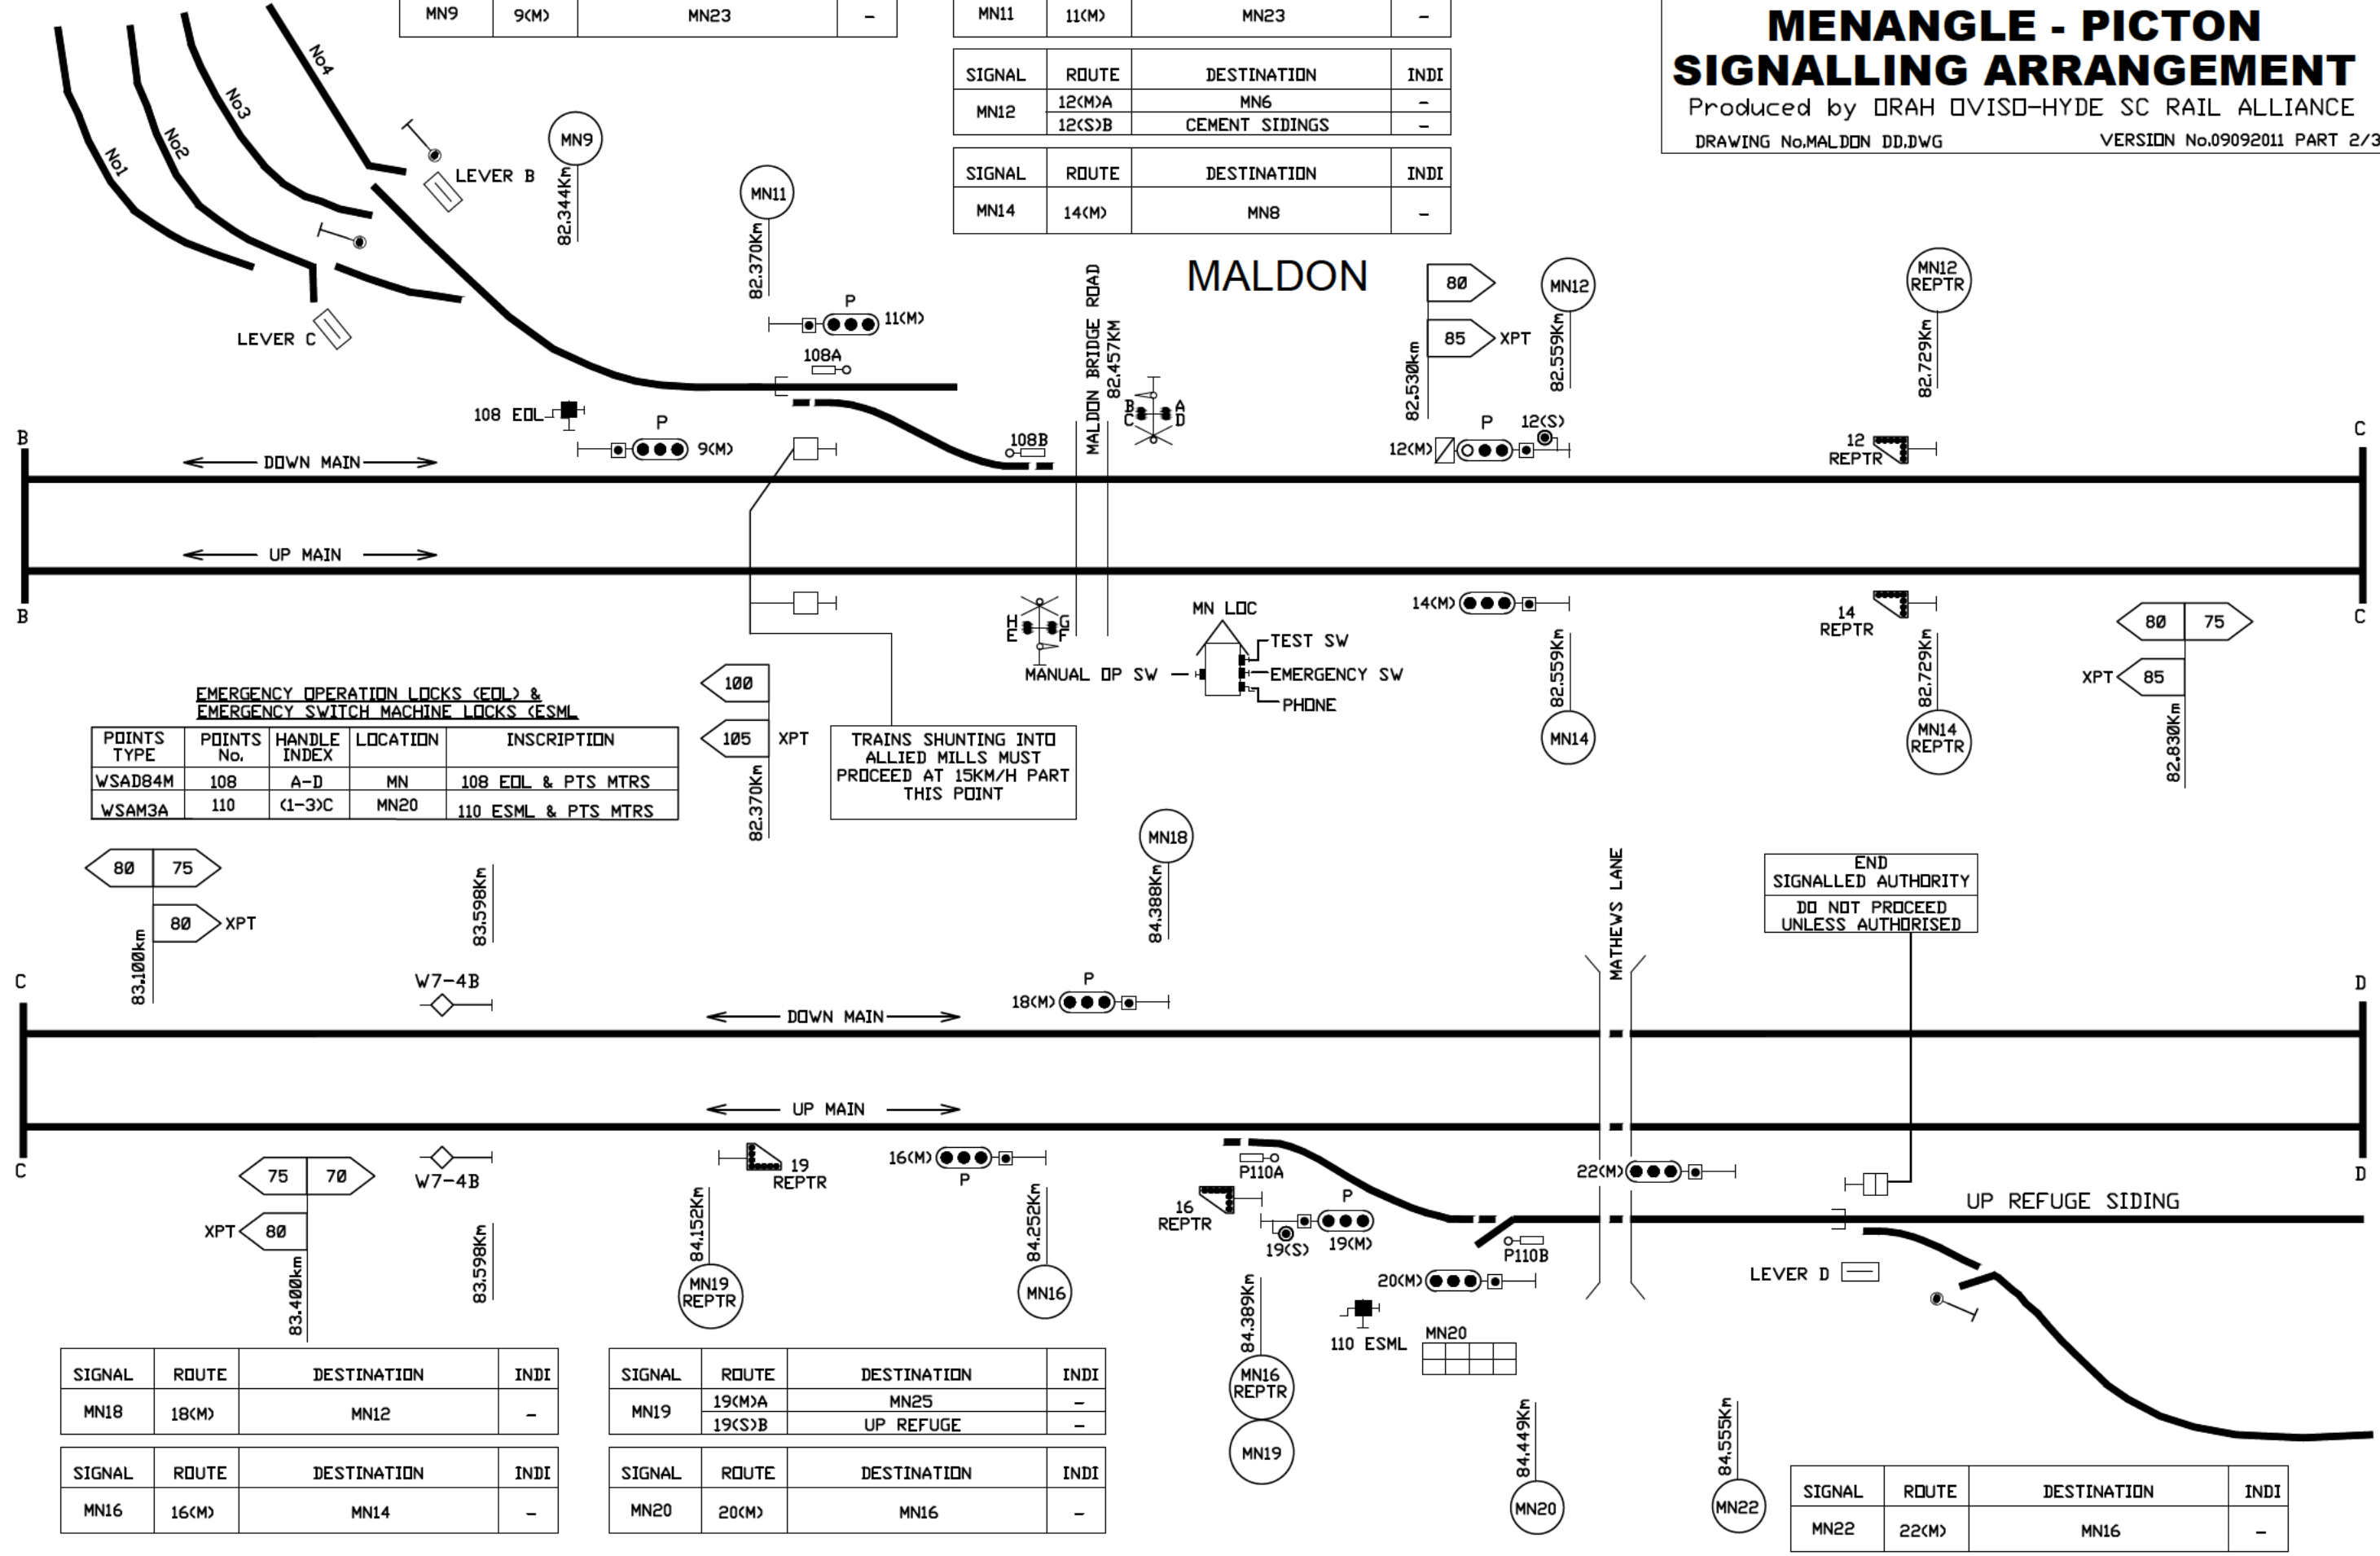 MN9 9(M) MN23 -
MN11 11(M) MN23 -
SIGNAL ROUTE DESTINATION INDI
MN12 12(M)A MN6 -
12(S)B CEMENT SIDINGS -
SIGNAL ROUTE DESTINATION INDI
MN14 14(M) MN8 -
MENANGLE - PICTON
SIGNALLING ARRANGEMENT
Produced by ORAH OVISO-HYDE SC RAIL ALLIANCE
DRAWING No.MALDON DD.DWG VERSION No.09092011 PART 2/3
No1
No2
No3
No4
LEVER B
LEVER C
MN9
82.344Km
MN11
82.370Km
P
11(M)
108A
108 EOL
P
9(M)
108B
MALDON BRIDGE ROAD
82.457KM
B A
C D
MALDON
80
85 XPT
82.530km
MN12
82.559Km
P
12(S)
12(M)
MN12
REPTR
82.729Km
12
REPTR
B
C
DOWN MAIN
UP MAIN
B
C
H G
E F
MN LOC
TEST SW
MANUAL OP SW
EMERGENCY SW
PHONE
14(M)
82.559Km
MN14
14
REPTR
82.729Km
MN14
REPTR
80 75
XPT 85
82.830Km
EMERGENCY OPERATION LOCKS (EOL) &
EMERGENCY SWITCH MACHINE LOCKS (ESML
POINTS TYPE POINTS No. HANDLE INDEX LOCATION INSCRIPTION
WSAD84M 108 A-D MN 108 EOL & PTS MTRS
WSAM3A 110 (1-3)C MN20 110 ESML & PTS MTRS
100
105 XPT
82.370Km
TRAINS SHUNTING INTO
ALLIED MILLS MUST
PROCEED AT 15KM/H PART
THIS POINT
80 75
80 XPT
83.100km
83.598Km
W7-4B
MN18
84.388Km
P
18(M)
MATHEWS LANE
END
SIGNALLED AUTHORITY
DO NOT PROCEED
UNLESS AUTHORISED
C
D
DOWN MAIN
UP MAIN
C
D
75 70
XPT 80
83.400km
W7-4B
83.598Km
19
REPTR
84.152Km
MN19
REPTR
16(M)
P
84.252Km
MN16
P110A
16
REPTR
P
19(S)
19(M)
84.389Km
MN16
REPTR
MN19
P110B
20(M)
110 ESML
MN20
84.449Km
MN20
22(M)
84.555Km
MN22
UP REFUGE SIDING
LEVER D
SIGNAL ROUTE DESTINATION INDI
MN18 18(M) MN12 -
SIGNAL ROUTE DESTINATION INDI
MN16 16(M) MN14 -
SIGNAL ROUTE DESTINATION INDI
MN19 19(M)A MN25 -
19(S)B UP REFUGE -
SIGNAL ROUTE DESTINATION INDI
MN20 20(M) MN16 -
SIGNAL ROUTE DESTINATION INDI
MN22 22(M) MN16 -